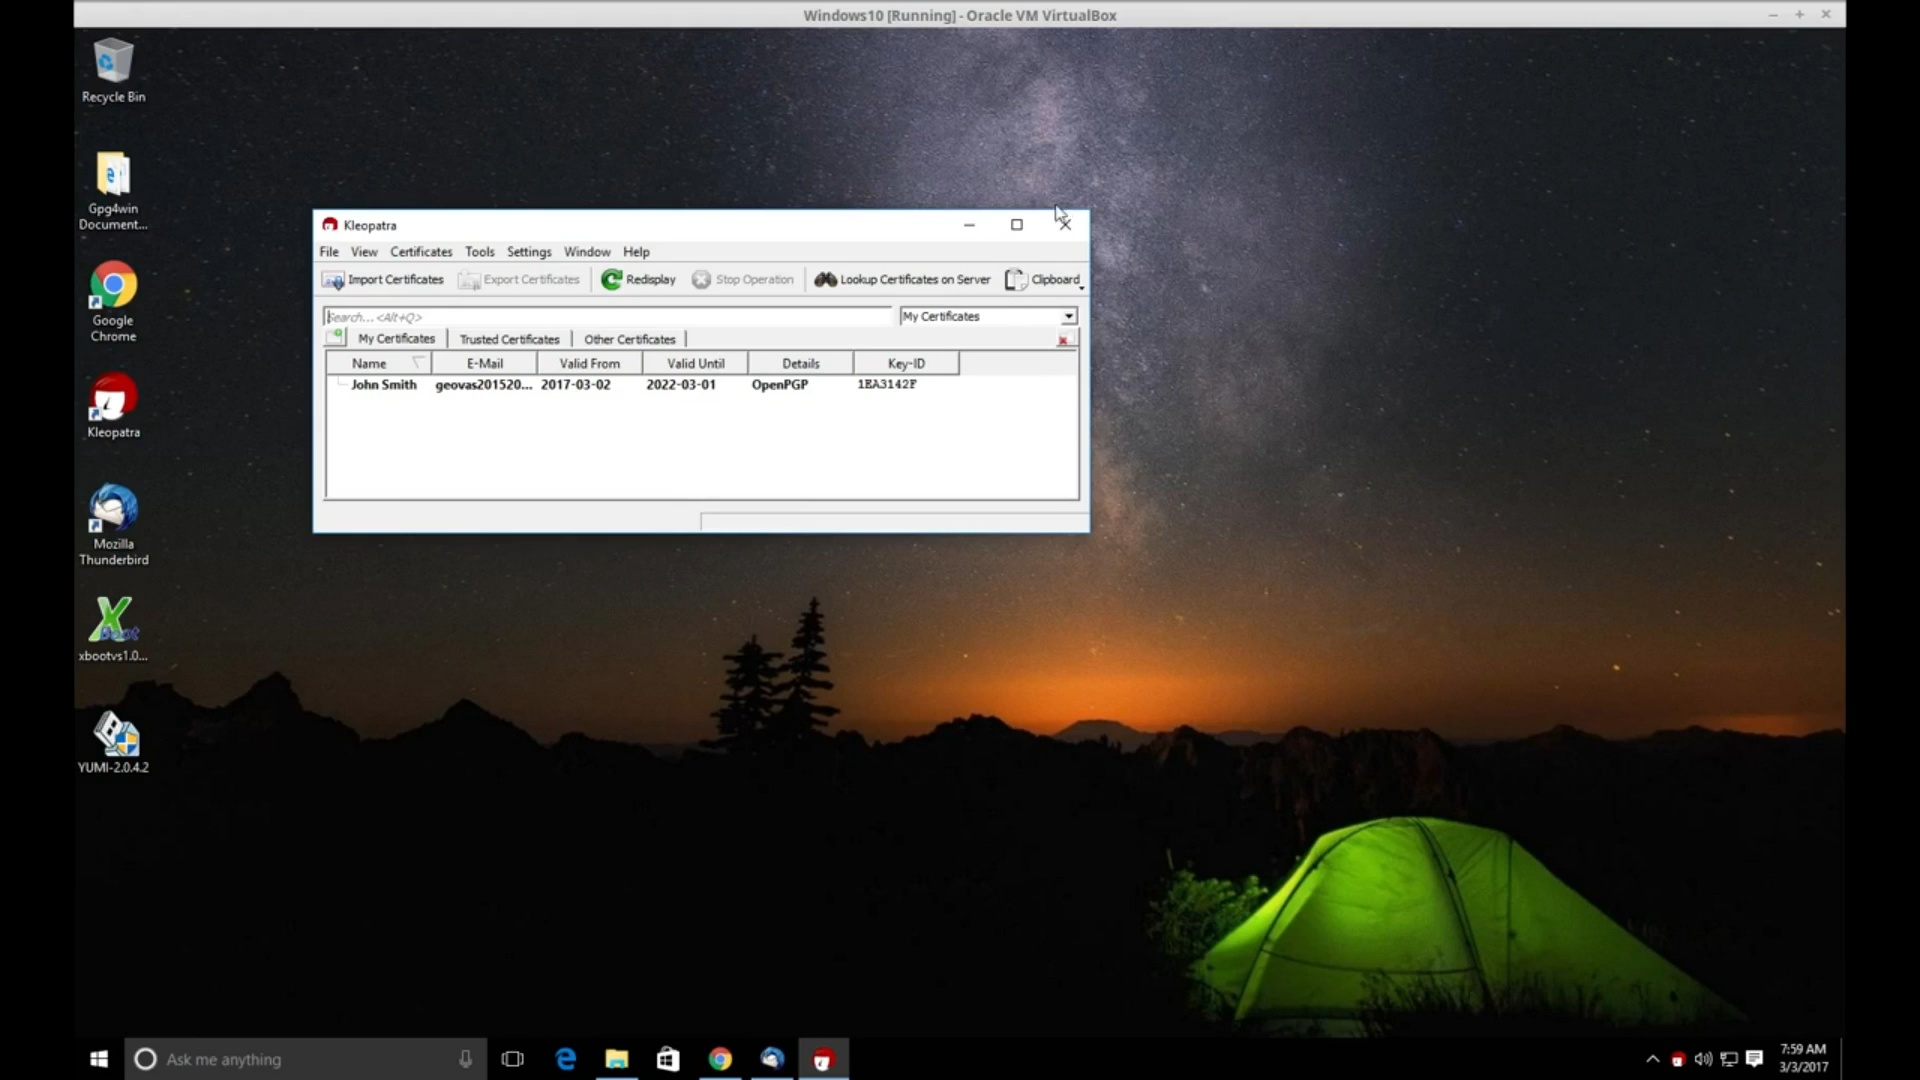 Windows10 [Running] - Oracle VM VirtualBox
Recycle Bin
Gpg4win
Document...
Google
Chrome
Kleopatra
Mozilla
Thunderbird
Boot
xbootvs1.0...
YUMI-2.0.4.2
Kleopatra
File View Certificates Tools Settings Window Help
Import Certificates Export Certificates Redisplay Stop Operation Lookup Certificates on Server Clipboard
Search... <Alt+Q> My Certificates
My Certificates Trusted Certificates Other Certificates
Name E-Mail Valid From Valid Until Details Key-ID
John Smith geovas201520... 2017-03-02 2022-03-01 OpenPGP 1EA3142F
Ask me anything
7:59 AM
3/3/2017